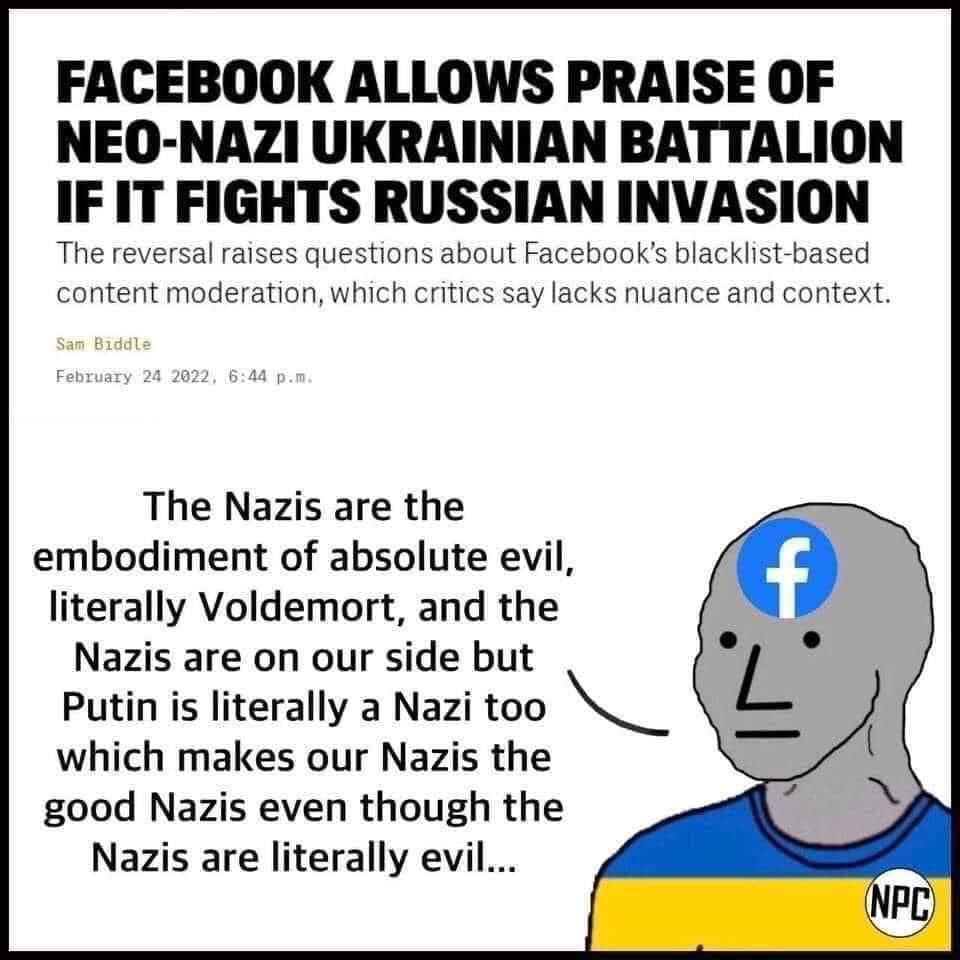 FACEBOOK ALLOWS PRAISE OF
NEO-NAZI UKRAINIAN BATTALION
IF IT FIGHTS RUSSIAN INVASION
The reversal raises questions about Facebook's blacklist-based
content moderation, which critics say lacks nuance and context.
Sam Biddle
February 24 2022, 6:44 p.m.
The Nazis are the
embodiment of absolute evil,
literally Voldemort, and the
Nazis are on our side but
Putin is literally a Nazi too
which makes our Nazis the
good Nazis even though the
Nazis are literally evil...
f
NPC